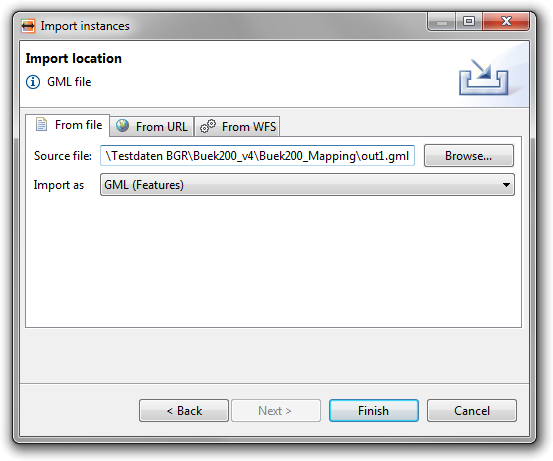 Import instances
Import location
GML file
From file
From URL
From WFS
Source file: \Testdaten BGR\Buek200_v4\Buek200_Mapping\out1.gml Browse...
Import as GML (Features)
< Back Next > Finish Cancel